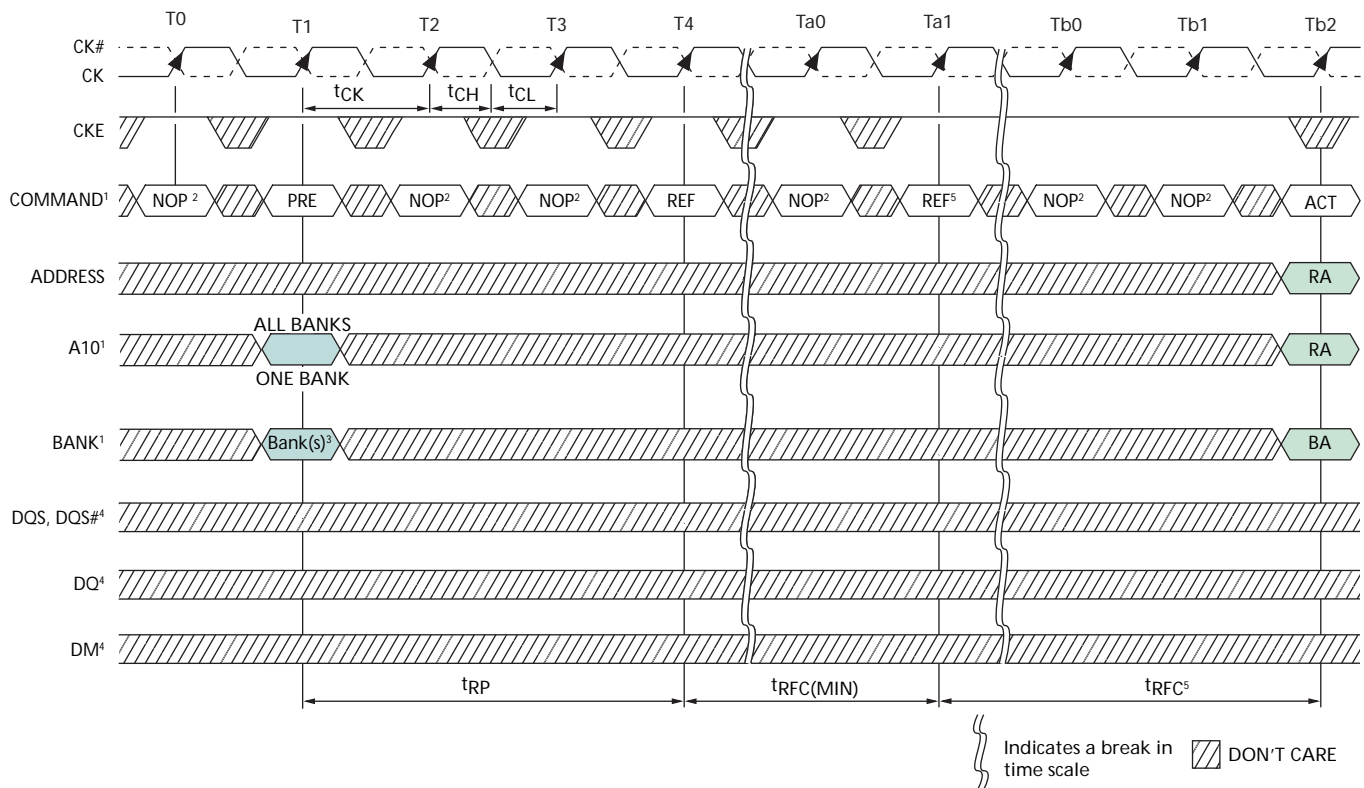 T0 T1 T2 T3 T4 Ta0 Ta1 Tb0 Tb1 Tb2
CK#
CK
tCK tCH tCL
CKE
COMMAND¹ NOP² PRE NOP² NOP² REF NOP² REF⁵ NOP² NOP² ACT
ADDRESS RA
ALL BANKS
A10¹ RA
ONE BANK
BANK¹ Bank(s)³ BA
DQS, DQS#⁴
DQ⁴
DM⁴
tRP tRFC(MIN) tRFC⁵
Indicates a break in
time scale
DON'T CARE